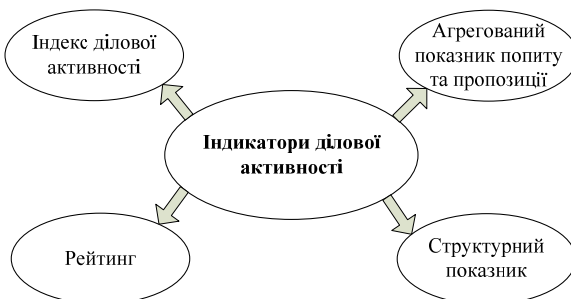 Індекс ділової
активності
Агрегований
показник попиту
та пропозиції
Індикатори ділової
активності
Рейтинг
Структурний
показник